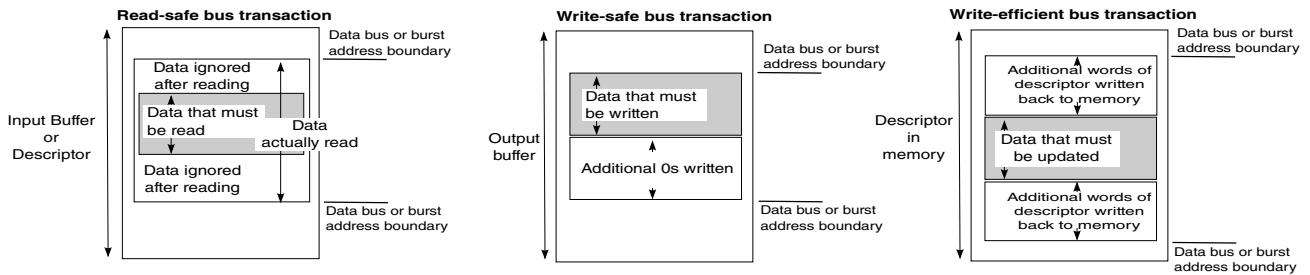 Read-safe bus transaction
Data bus or burst
address boundary
Data ignored
after reading
Data that must
be read
Data
actually read
Data ignored
after reading
Input Buffer
or
Descriptor
Data bus or burst
address boundary
Write-safe bus transaction
Data bus or burst
address boundary
Data that must
be written
Output
buffer
Additional 0s written
Data bus or burst
address boundary
Write-efficient bus transaction
Data bus or burst
address boundary
Additional words of
descriptor written
back to memory
Descriptor
in
memory
Data that must
be updated
Additional words of
descriptor written
back to memory
Data bus or burst
address boundary